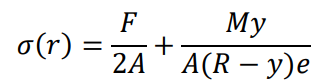 σ(r) = F/2A + My/A(R − y)e